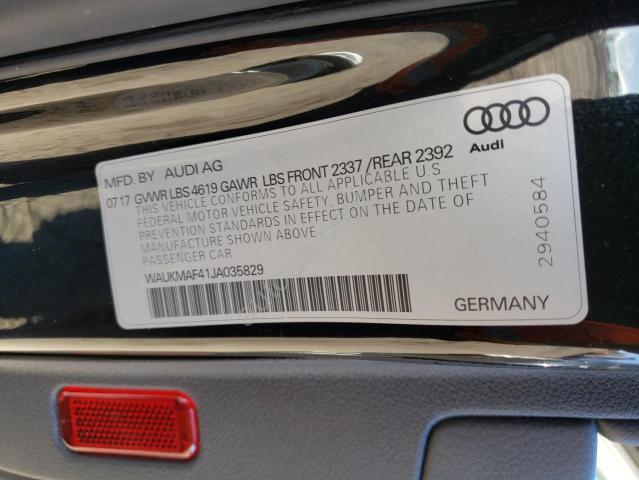 MFD. BY AUDI AG
07 17 GVWR LBS 4619 GAWR LBS FRONT 2337 / REAR 2392
THIS VEHICLE CONFORMS TO ALL APPLICABLE U.S.
FEDERAL MOTOR VEHICLE SAFETY, BUMPER AND THEFT
PREVENTION STANDARDS IN EFFECT ON THE DATE OF
MANUFACTURE SHOWN ABOVE
PASSENGER CAR
WAUKMAF41JA035829
Audi
2940584
GERMANY